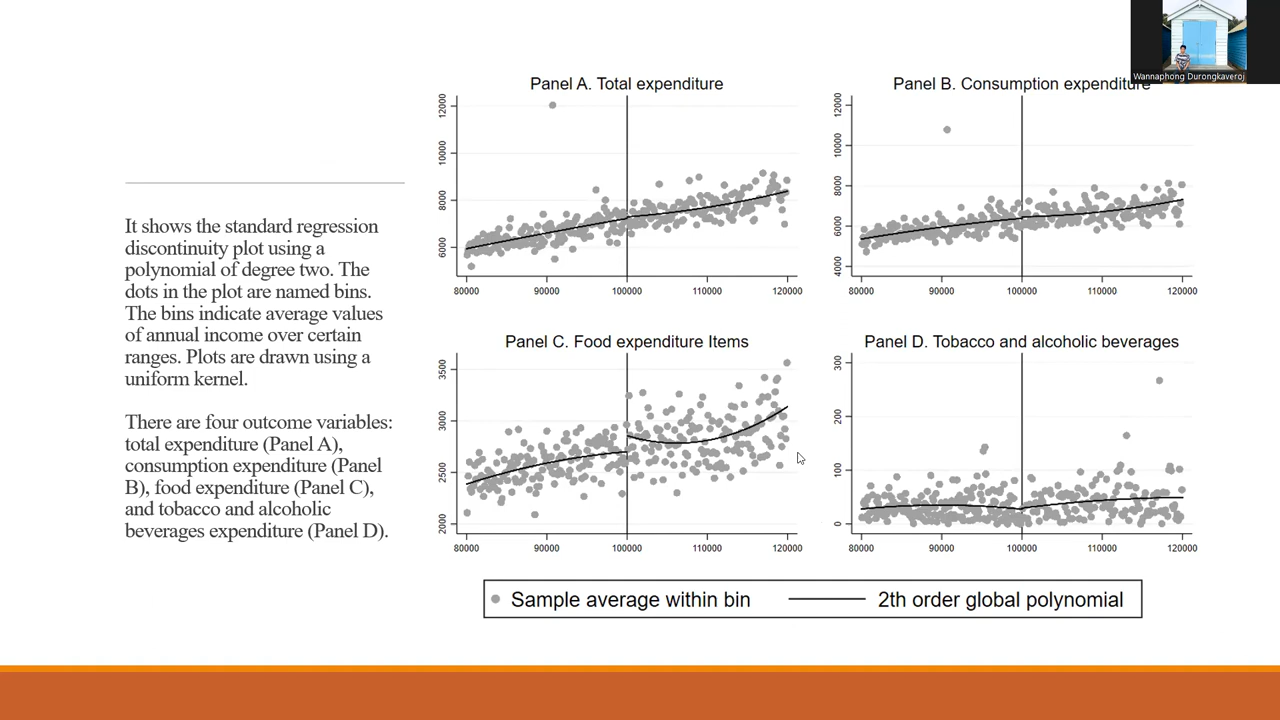 Wannaphong Durongkaveroj
It shows the standard regression
discontinuity plot using a
polynomial of degree two. The
dots in the plot are named bins.
The bins indicate average values
of annual income over certain
ranges. Plots are drawn using a
uniform kernel.
There are four outcome variables:
total expenditure (Panel A),
consumption expenditure (Panel
B), food expenditure (Panel C),
and tobacco and alcoholic
beverages expenditure (Panel D).
Panel A. Total expenditure
12000
10000
8000
6000
80000 90000 100000 110000 120000
Panel B. Consumption expenditure
12000
10000
8000
6000
4000
80000 90000 100000 110000 120000
Panel C. Food expenditure Items
3500
3000
2500
2000
80000 90000 100000 110000 120000
Panel D. Tobacco and alcoholic beverages
300
200
100
0
80000 90000 100000 110000 120000
Sample average within bin 2th order global polynomial